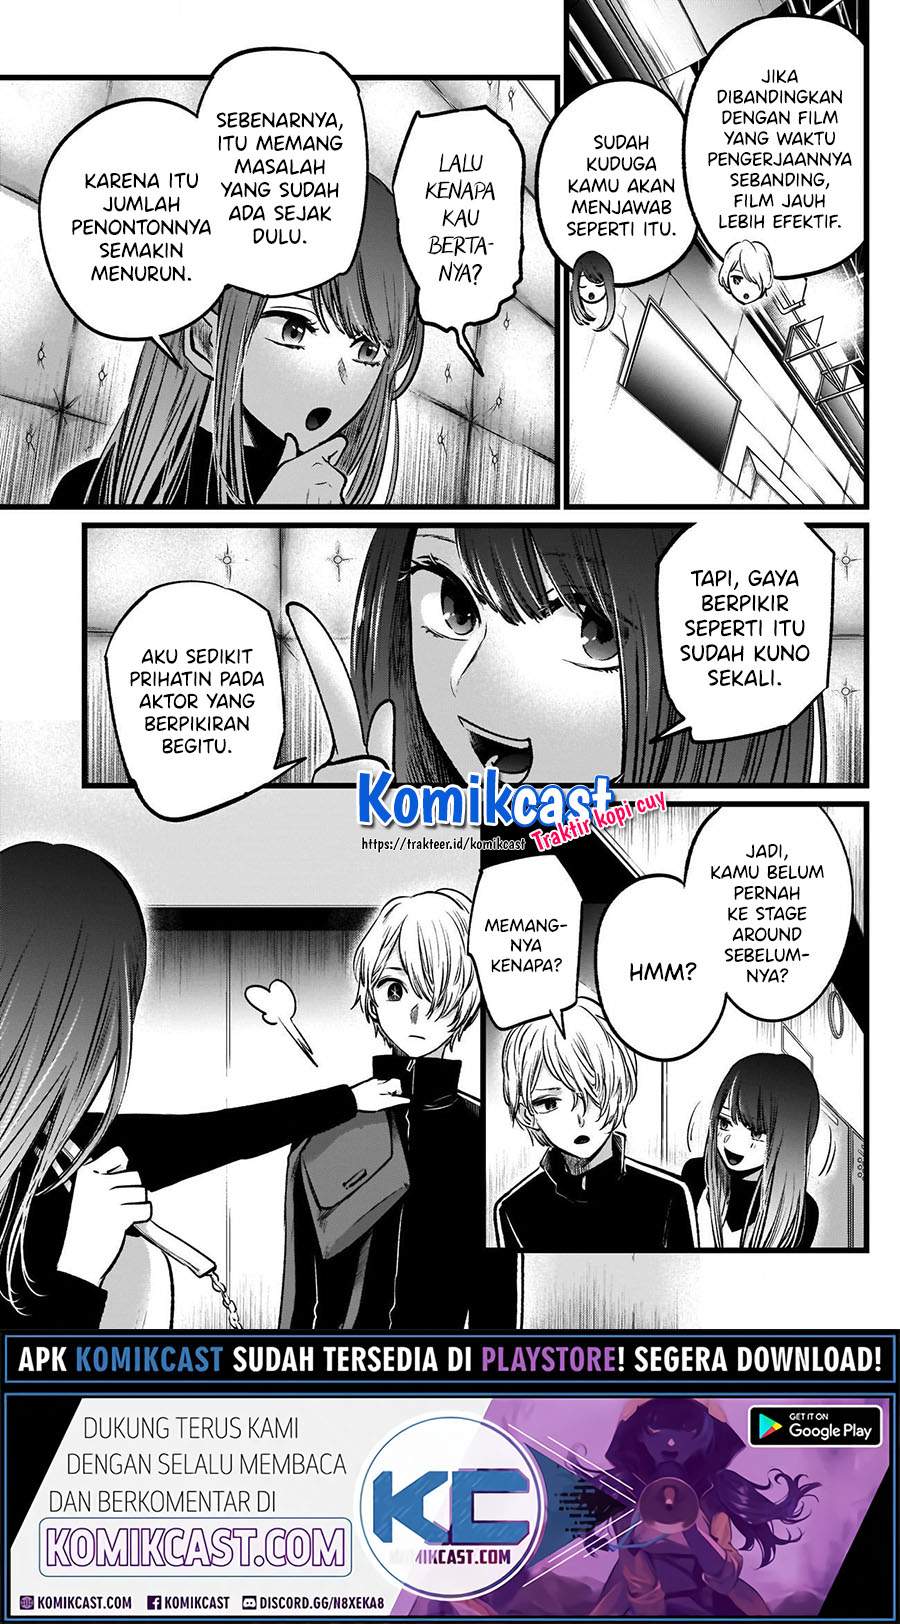 JIKA
DIBANDINGKAN
DENGAN FILM
YANG WAKTU
PENGERJAANNYA
SEBANDING,
FILM JAUH
LEBIH EFEKTIF.
SUDAH
KUDUGA
KAMU AKAN
MENJAWAB
SEPERTI ITU.
LALU
KENAPA
KAU
BERTA-
NYA?
SEBENARNYA,
ITU MEMANG
MASALAH
YANG SUDAH
ADA SEJAK
DULU.
KARENA ITU
JUMLAH
PENONTONNYA
SEMAKIN
MENURUN.
TAPI, GAYA
BERPIKIR
SEPERTI ITU
SUDAH KUNO
SEKALI.
AKU SEDIKIT
PRIHATIN PADA
AKTOR YANG
BERPIKIRAN
BEGITU.
Komikcast
Traktir kopi cuy
https://trakteer.id/komikcast
JADI,
KAMU BELUM
PERNAH
KE STAGE
AROUND
SEBELUM-
NYA?
HMM?
MEMANG-
NYA
KENAPA?
APK KOMIKCAST SUDAH TERSEDIA DI PLAYSTORE! SEGERA DOWNLOAD!
DUKUNG TERUS KAMI
DENGAN SELALU MEMBACA
DAN BERKOMENTAR DI
KOMIKCAST.COM
KC
KOMIKCAST.COM
GET IT ON
Google Play
KOMIKCAST.COM KOMIKCAST DISCORD.GG/N8XEKA8